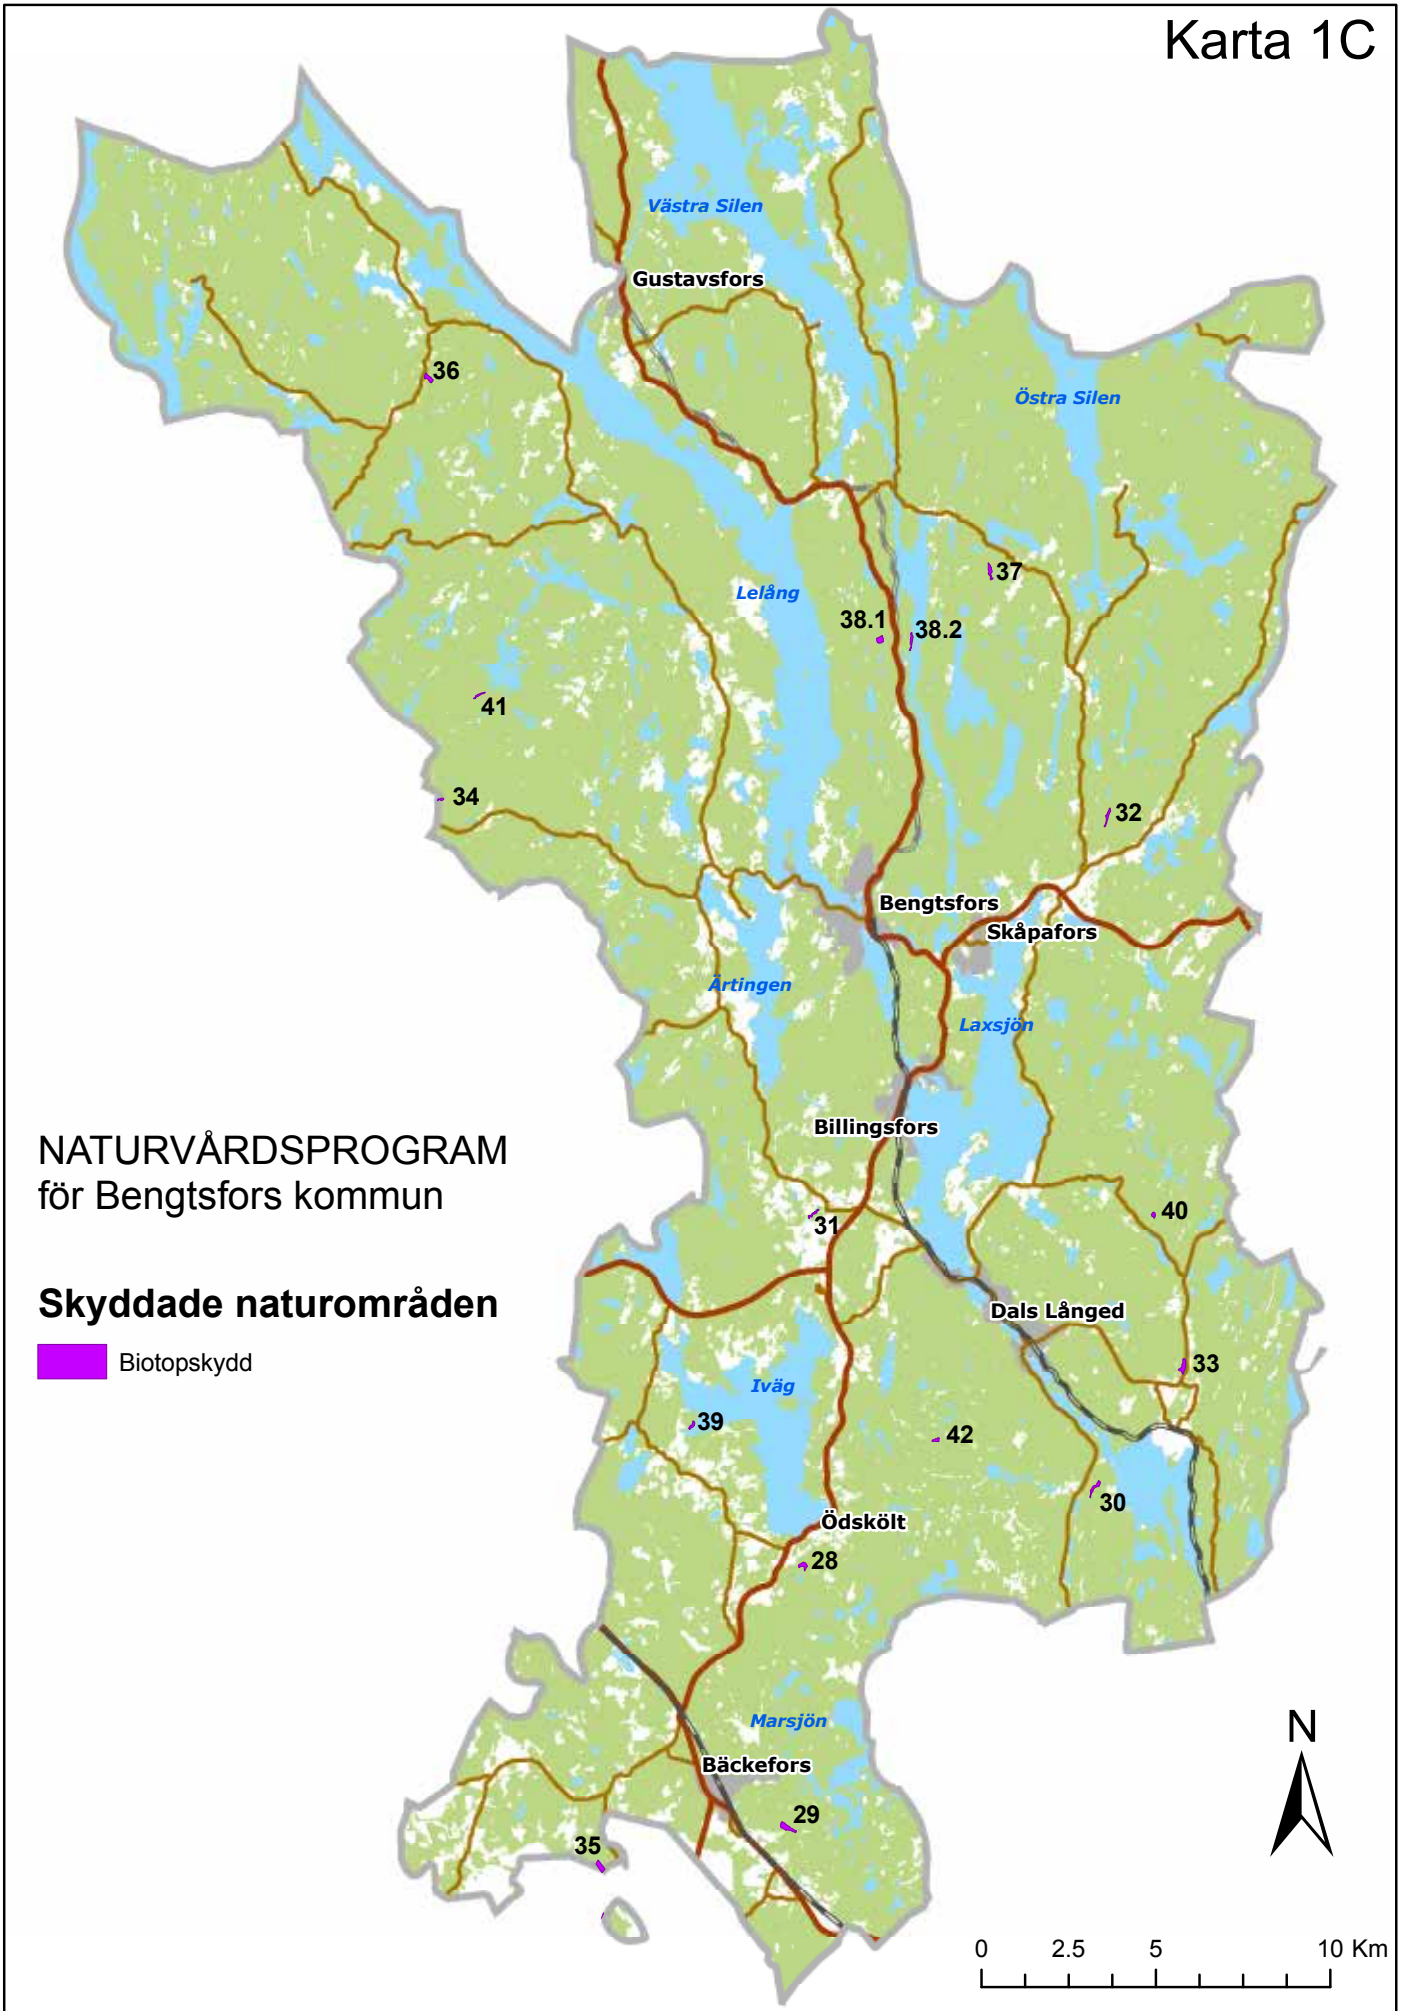 Karta 1C
Västra Silen
Gustavsfors
36
Östra Silen
37
Lelång
38.1
38.2
41
34
32
Bengtsfors
Skåpafors
Ärtingen
Laxsjön
Billingsfors
NATURVÅRDSPROGRAM
för Bengtsfors kommun
40
31
Skyddade naturområden
Dals Långed
Biotopskydd
33
Iväg
39
42
30
Ödskölt
28
Marsjön
N
Bäckefors
29
35
0 2.5 5 10 Km